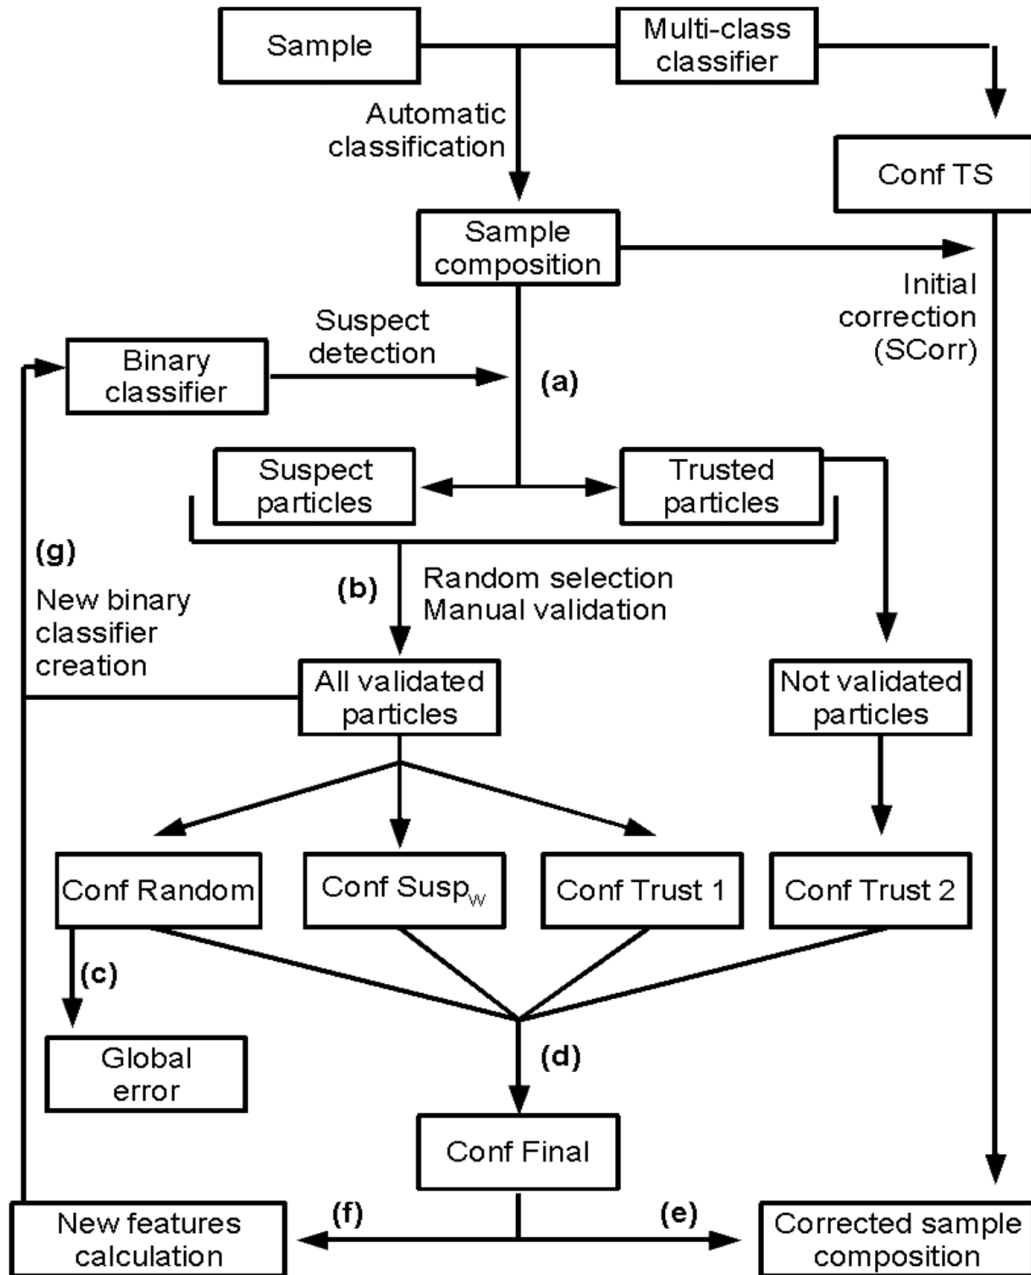 Sample
Multi-class
classifier
Automatic
classification
Conf TS
Sample
composition
Initial
correction
(SCorr)
Suspect
detection
Binary
classifier
(a)
Suspect
particles
Trusted
particles
(g)
New binary
classifier
creation
(b)
Random selection
Manual validation
All validated
particles
Not validated
particles
Conf Random
Conf Suspw
Conf Trust 1
Conf Trust 2
(c)
Global
error
(d)
Conf Final
(f)
(e)
New features
calculation
Corrected sample
composition